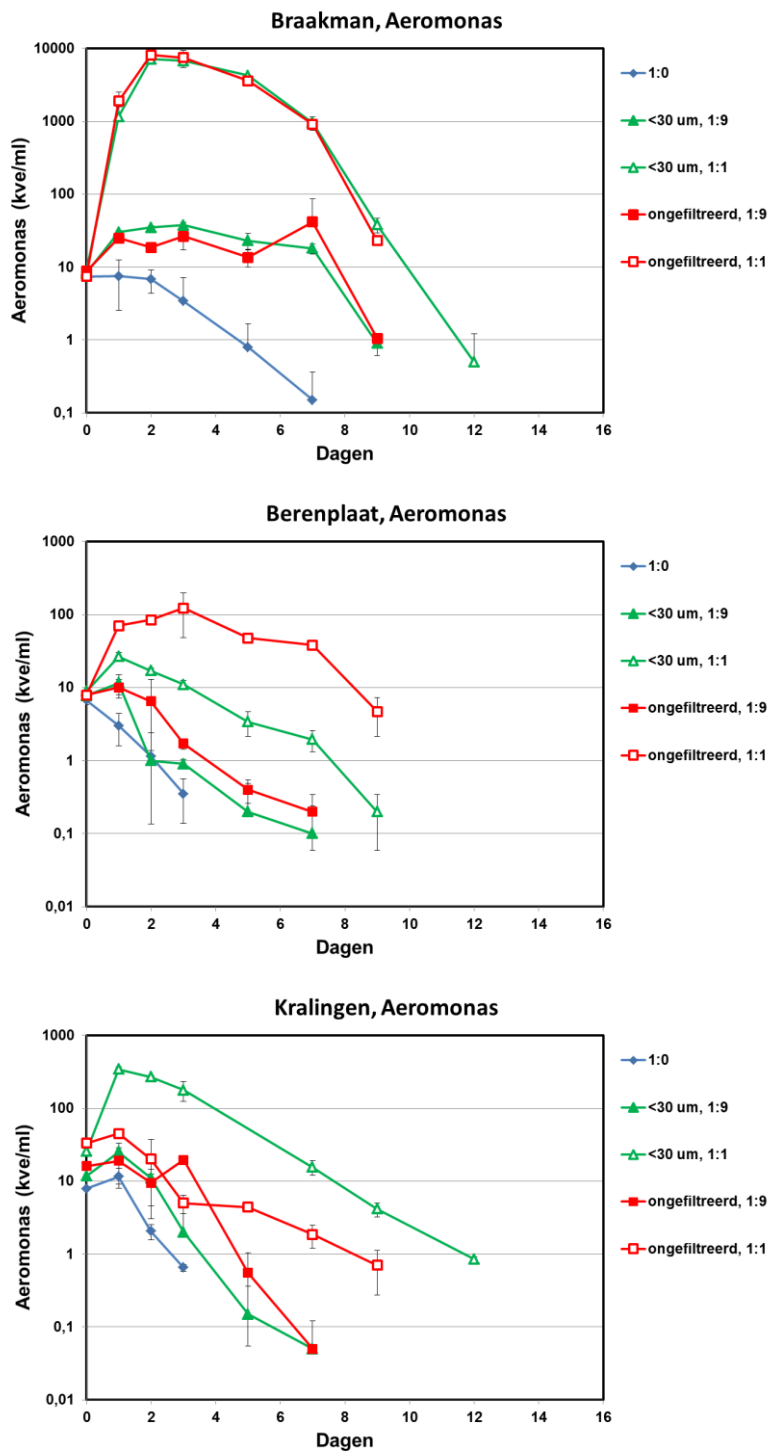 Braakman, Aeromonas
Aeromonas (kve/ml)
10000
1000
100
10
1
0,1
0 2 4 6 8 10 12 14 16
Dagen
1:0
<30 um, 1:9
<30 um, 1:1
ongefiltreerd, 1:9
ongefiltreerd, 1:1
Berenplaat, Aeromonas
Aeromonas (kve/ml)
1000
100
10
1
0,1
0,01
0 2 4 6 8 10 12 14 16
Dagen
1:0
<30 um, 1:9
<30 um, 1:1
ongefiltreerd, 1:9
ongefiltreerd, 1:1
Kralingen, Aeromonas
Aeromonas (kve/ml)
1000
100
10
1
0,1
0,01
0 2 4 6 8 10 12 14 16
Dagen
1:0
<30 um, 1:9
<30 um, 1:1
ongefiltreerd, 1:9
ongefiltreerd, 1:1